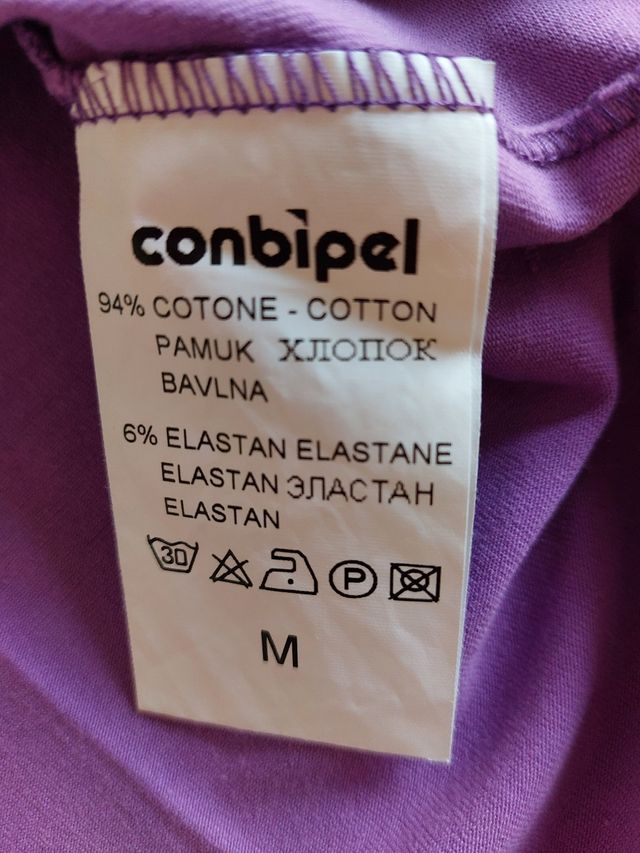 conbipel
94% COTONE - COTTON
PAMUK ХЛОПОК
BAVLNA
6% ELASTAN ELASTANE
ELASTAN ЭЛАСТАН
ELASTAN
30 P
M